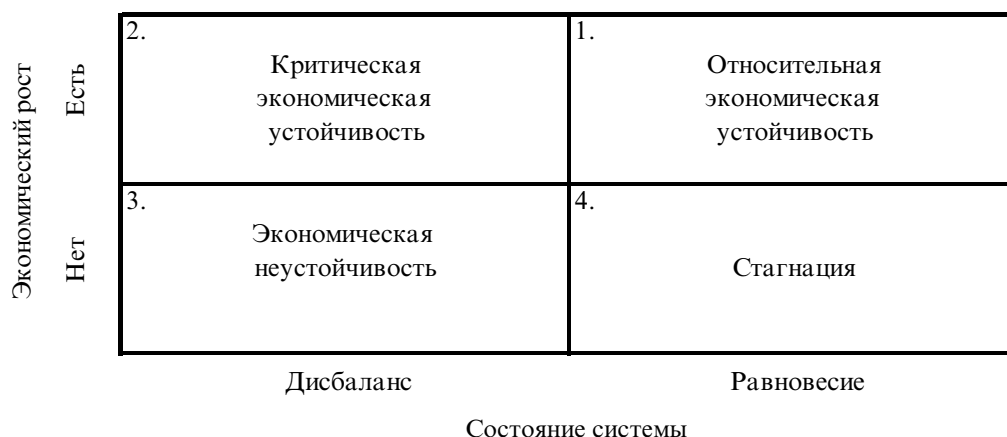 Экономический рост
Есть
Нет
2.
Критическая
экономическая
устойчивость
1.
Относительная
экономическая
устойчивость
3.
Экономическая
неустойчивость
4.
Стагнация
Дисбаланс
Равновесие
Состояние системы